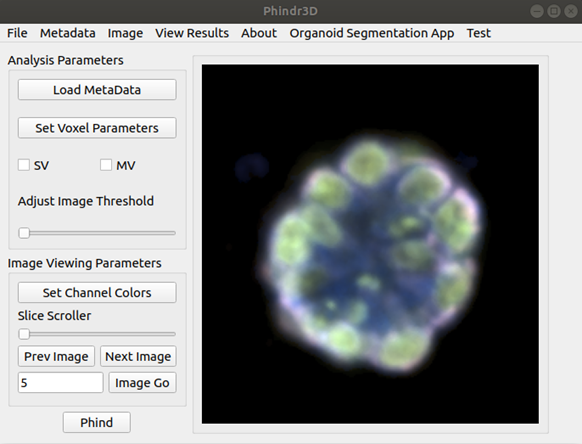 Phindr3D
File Metadata Image View Results About Organoid Segmentation App Test
Analysis Parameters
Load MetaData
Set Voxel Parameters
SV MV
Adjust Image Threshold
Image Viewing Parameters
Set Channel Colors
Slice Scroller
Prev Image Next Image
5 Image Go
Phind